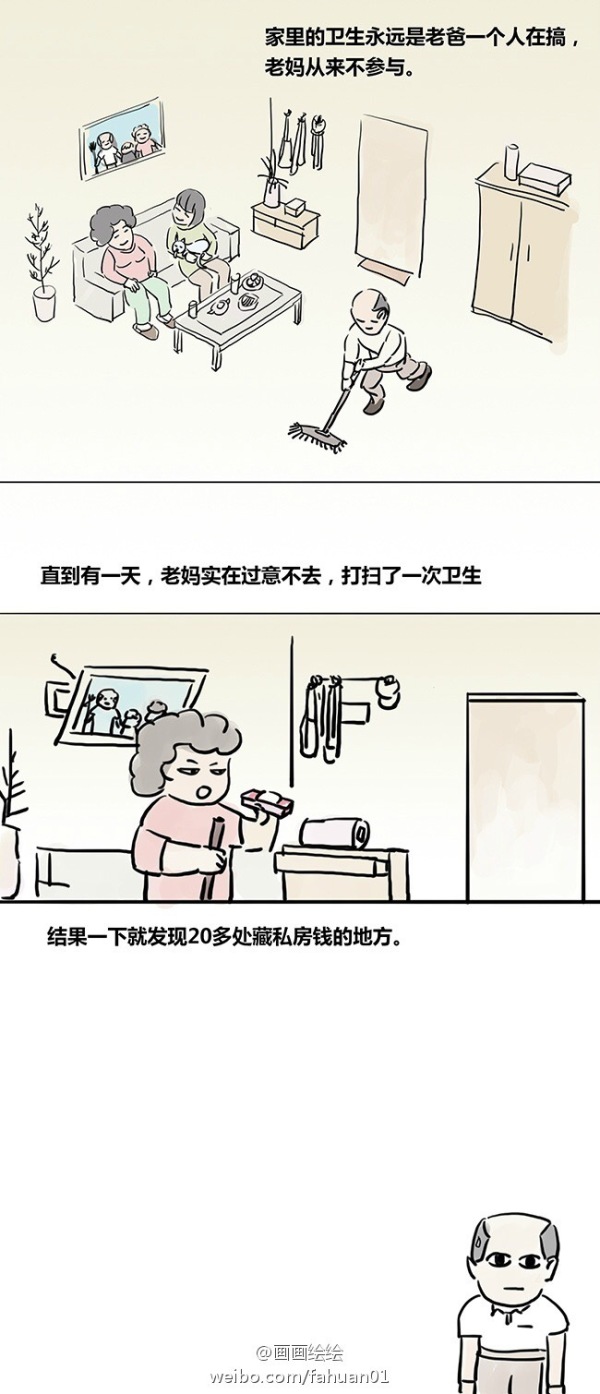 家里的卫生永远是老爸一个人在搞，
老妈从来不参与。
直到有一天，老妈实在过意不去，打扫了一次卫生
结果一下就发现20多处藏私房钱的地方。
@画画绘绘
weibo.com/fahuan01